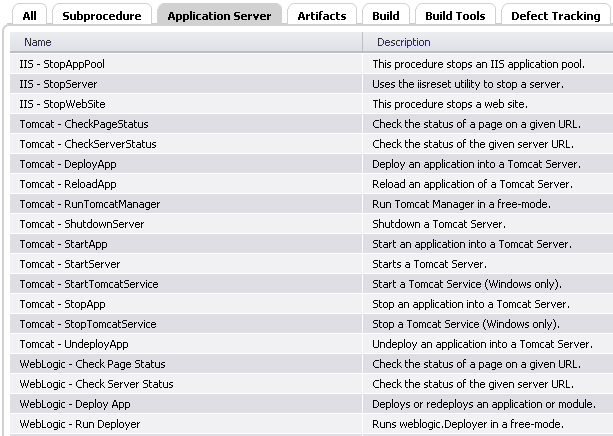 All Subprocedure Application Server Artifacts Build Build Tools Defect Tracking
Name Description
IIS - StopAppPool This procedure stops an IIS application pool.
IIS - StopServer Uses the iisreset utility to stop a server.
IIS - StopWebSite This procedure stops a web site.
Tomcat - CheckPageStatus Check the status of a page on a given URL.
Tomcat - CheckServerStatus Check the status of the given server URL.
Tomcat - DeployApp Deploy an application into a Tomcat Server.
Tomcat - ReloadApp Reload an application of a Tomcat Server.
Tomcat - RunTomcatManager Run Tomcat Manager in a free-mode.
Tomcat - ShutdownServer Shutdown a Tomcat Server.
Tomcat - StartApp Start an application into a Tomcat Server.
Tomcat - StartServer Starts a Tomcat Server.
Tomcat - StartTomcatService Start a Tomcat Service (Windows only).
Tomcat - StopApp Stop an application into a Tomcat Server.
Tomcat - StopTomcatService Stop a Tomcat Service (Windows only).
Tomcat - UndeployApp Undeploy an application into a Tomcat Server.
WebLogic - Check Page Status Check the status of a page on a given URL.
WebLogic - Check Server Status Check the status of the given server URL.
WebLogic - Deploy App Deploys or redeploys an application or module.
WebLogic - Run Deployer Runs weblogic.Deployer in a free-mode.